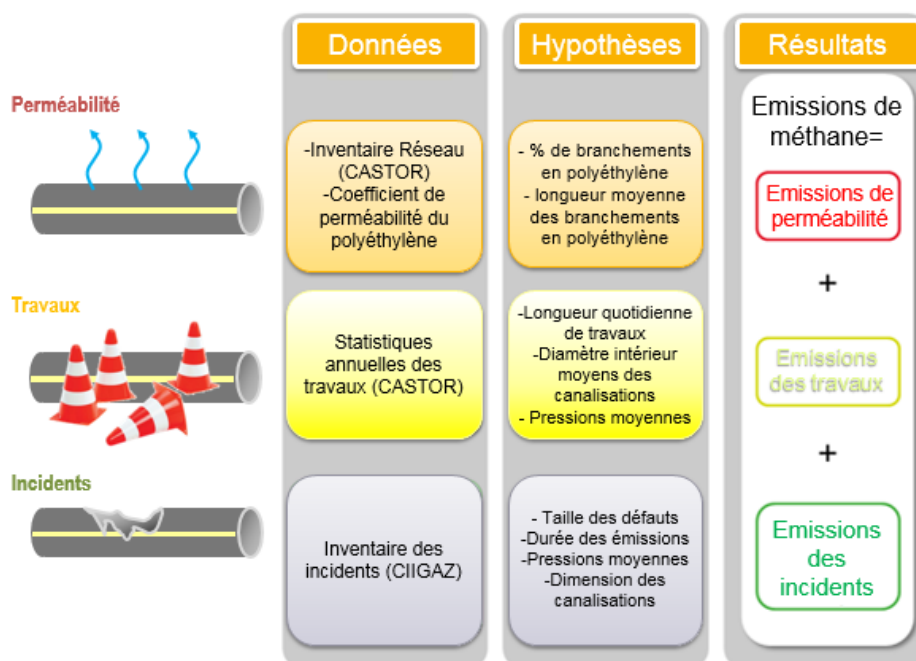 Données
Hypothèses
Résultats
Perméabilité
-Inventaire Réseau
(CASTOR)
-Coefficient de
perméabilité du
polyéthylène
- % de branchements
en polyéthylène
- longueur moyenne
des branchements
en polyéthylène
Emissions de
méthane=
Emissions de
perméabilité
+
Travaux
Statistiques
annuelles des
travaux (CASTOR)
-Longueur quotidienne
de travaux
-Diamètre intérieur
moyens des
canalisations
- Pressions moyennes
Emissions
des travaux
+
Incidents
Inventaire des
incidents (CIIGAZ)
- Taille des défauts
-Durée des émissions
-Pressions moyennes
-Dimension des
canalisations
Emissions
des
incidents